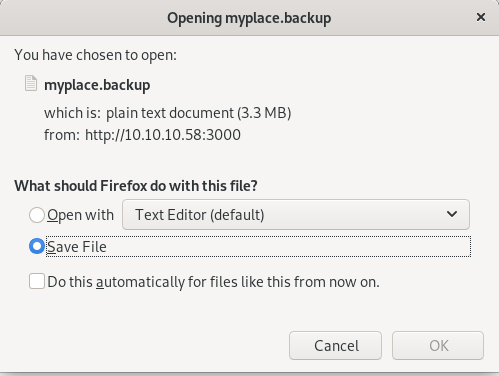 Opening myplace.backup
You have chosen to open:
myplace.backup
which is: plain text document (3.3 MB)
from: http://10.10.10.58:3000
What should Firefox do with this file?
Open with Text Editor (default)
Save File
Do this automatically for files like this from now on.
Cancel OK